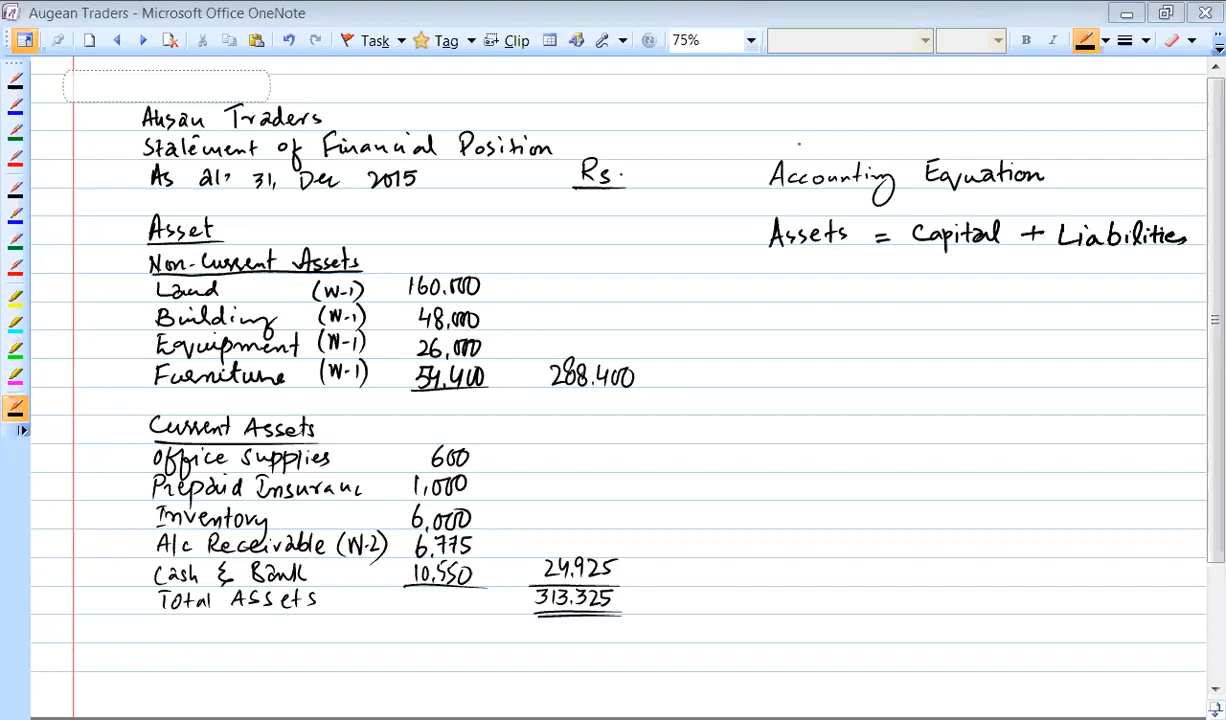 Augean Traders - Microsoft Office OneNote
Task Tag Clip 75% B I
Ahsan Traders
Statement of Financial Position
As at, 31, Dec 2015 Rs.
Asset
Non-Current Assets
Land (W-1) 160,000
Building (W-1) 48,000
Equipment (W-1) 26,000
Furniture (W-1) 54,400 288,400
Current Assets
Office Supplies 600
Prepaid Insuranc 1,000
Inventory 6,000
A/c Receivable (W-2) 6,775
Cash & Bank 10,550 24,925
Total Assets 313,325
Accounting Equation
Assets = Capital + Liabilities